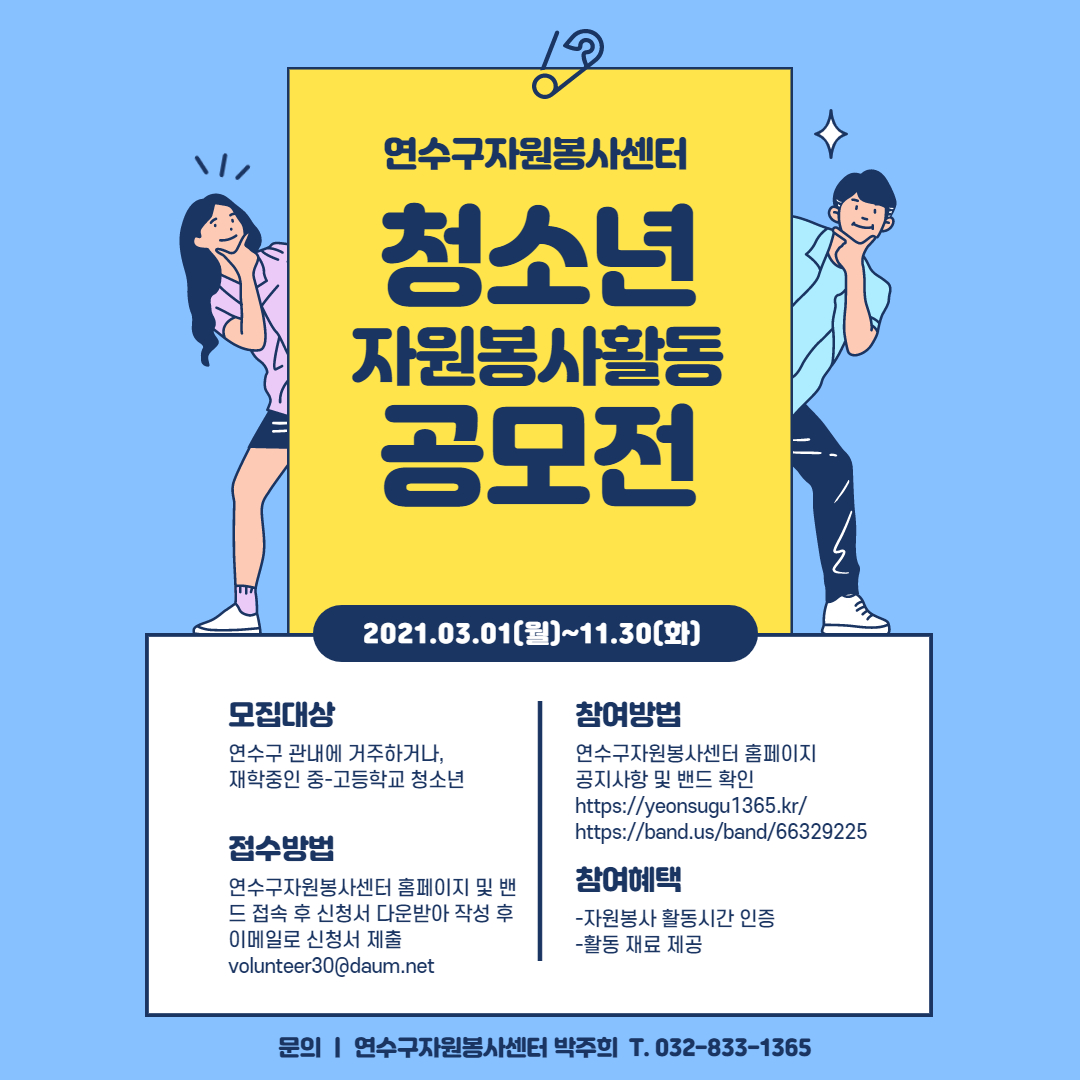 연수구자원봉사센터
청소년
자원봉사활동
공모전
2021.03.01(월)~11.30(화)
모집대상
연수구 관내에 거주하거나,
재학중인 중-고등학교 청소년
접수방법
연수구자원봉사센터 홈페이지 및 밴
드 접속 후 신청서 다운받아 작성 후
이메일로 신청서 제출
volunteer30@daum.net
참여방법
연수구자원봉사센터 홈페이지
공지사항 및 밴드 확인
https://yeonsugu1365.kr/
https://band.us/band/66329225
참여혜택
-자원봉사 활동시간 인증
-활동 재료 제공
문의 ㅣ 연수구자원봉사센터 박주희 T. 032-833-1365